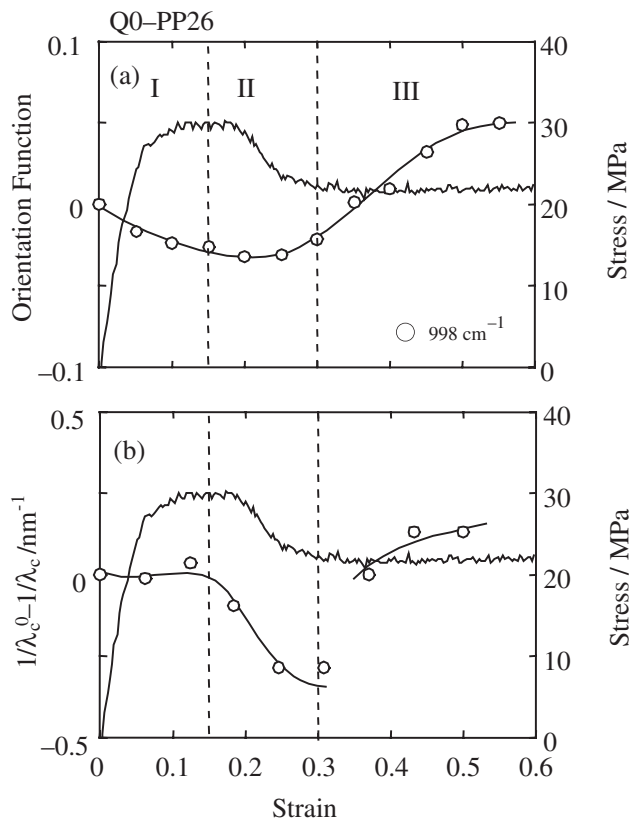 Q0–PP26
0.1
0
–0.1
Orientation Function
(a)
I
II
III
998 cm⁻¹
40
30
20
10
0
Stress / MPa
0.5
0
–0.5
1/λc⁰–1/λc /nm⁻¹
(b)
40
30
20
10
0
Stress / MPa
0 0.1 0.2 0.3 0.4 0.5 0.6
Strain